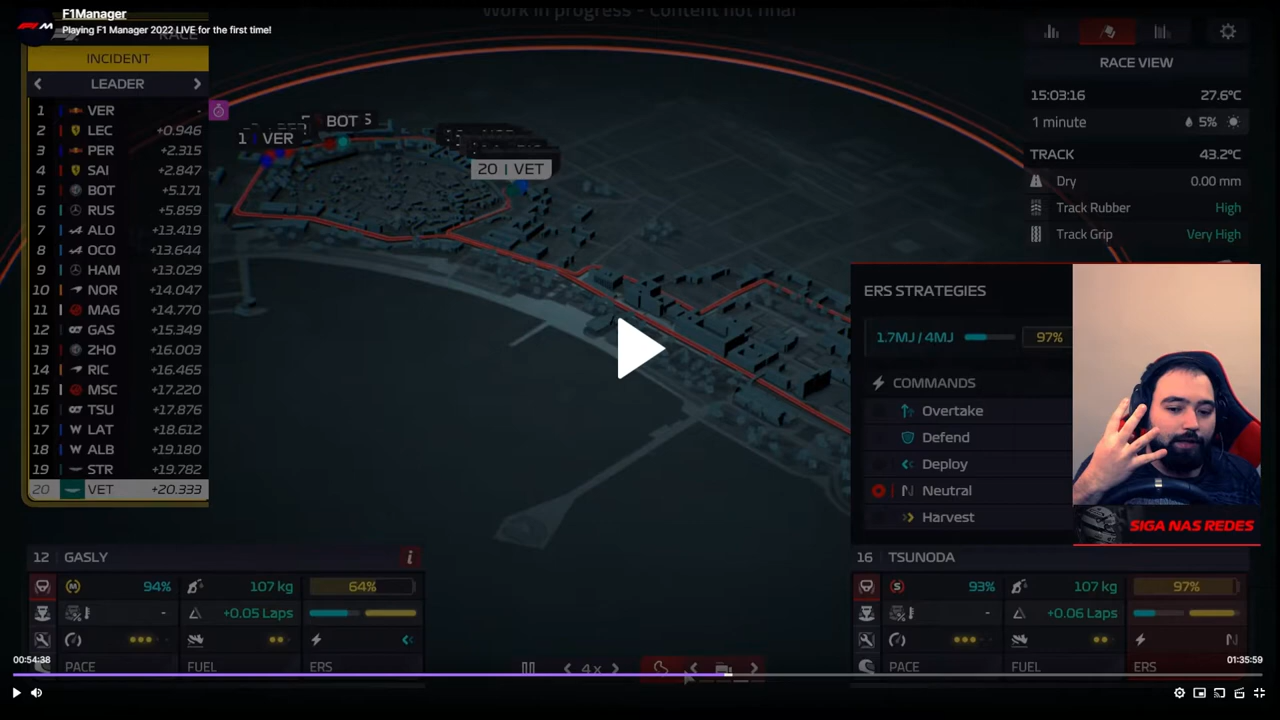 Work in progress - Content not final
F1Manager
Playing F1 Manager 2022 LIVE for the first time!
RACE
INCIDENT
LEADER
1 VER -
2 LEC +0.946
3 PER +2.315
4 SAI +2.847
5 BOT +5.171
6 RUS +5.859
7 ALO +13.419
8 OCO +13.644
9 HAM +13.029
10 NOR +14.047
11 MAG +14.770
12 GAS +15.349
13 ZHO +16.003
14 RIC +16.465
15 MSC +17.220
16 TSU +17.876
17 LAT +18.612
18 ALB +19.180
19 STR +19.782
20 VET +20.333
BOT
1 VER
20 | VET
RACE VIEW
15:03:16 27.6°C
1 minute 5%
TRACK 43.2°C
Dry 0.00 mm
Track Rubber High
Track Grip Very High
ERS STRATEGIES
1.7MJ / 4MJ 97%
COMMANDS
Overtake
Defend
Deploy
N Neutral
Harvest
SIGA NAS REDES
12 GASLY i
M 94% 107 kg 64%
- +0.05 Laps
PACE FUEL ERS
16 TSUNODA
S 93% 107 kg 97%
- +0.06 Laps
N
PACE FUEL ERS
4x
00:54:38
01:35:59